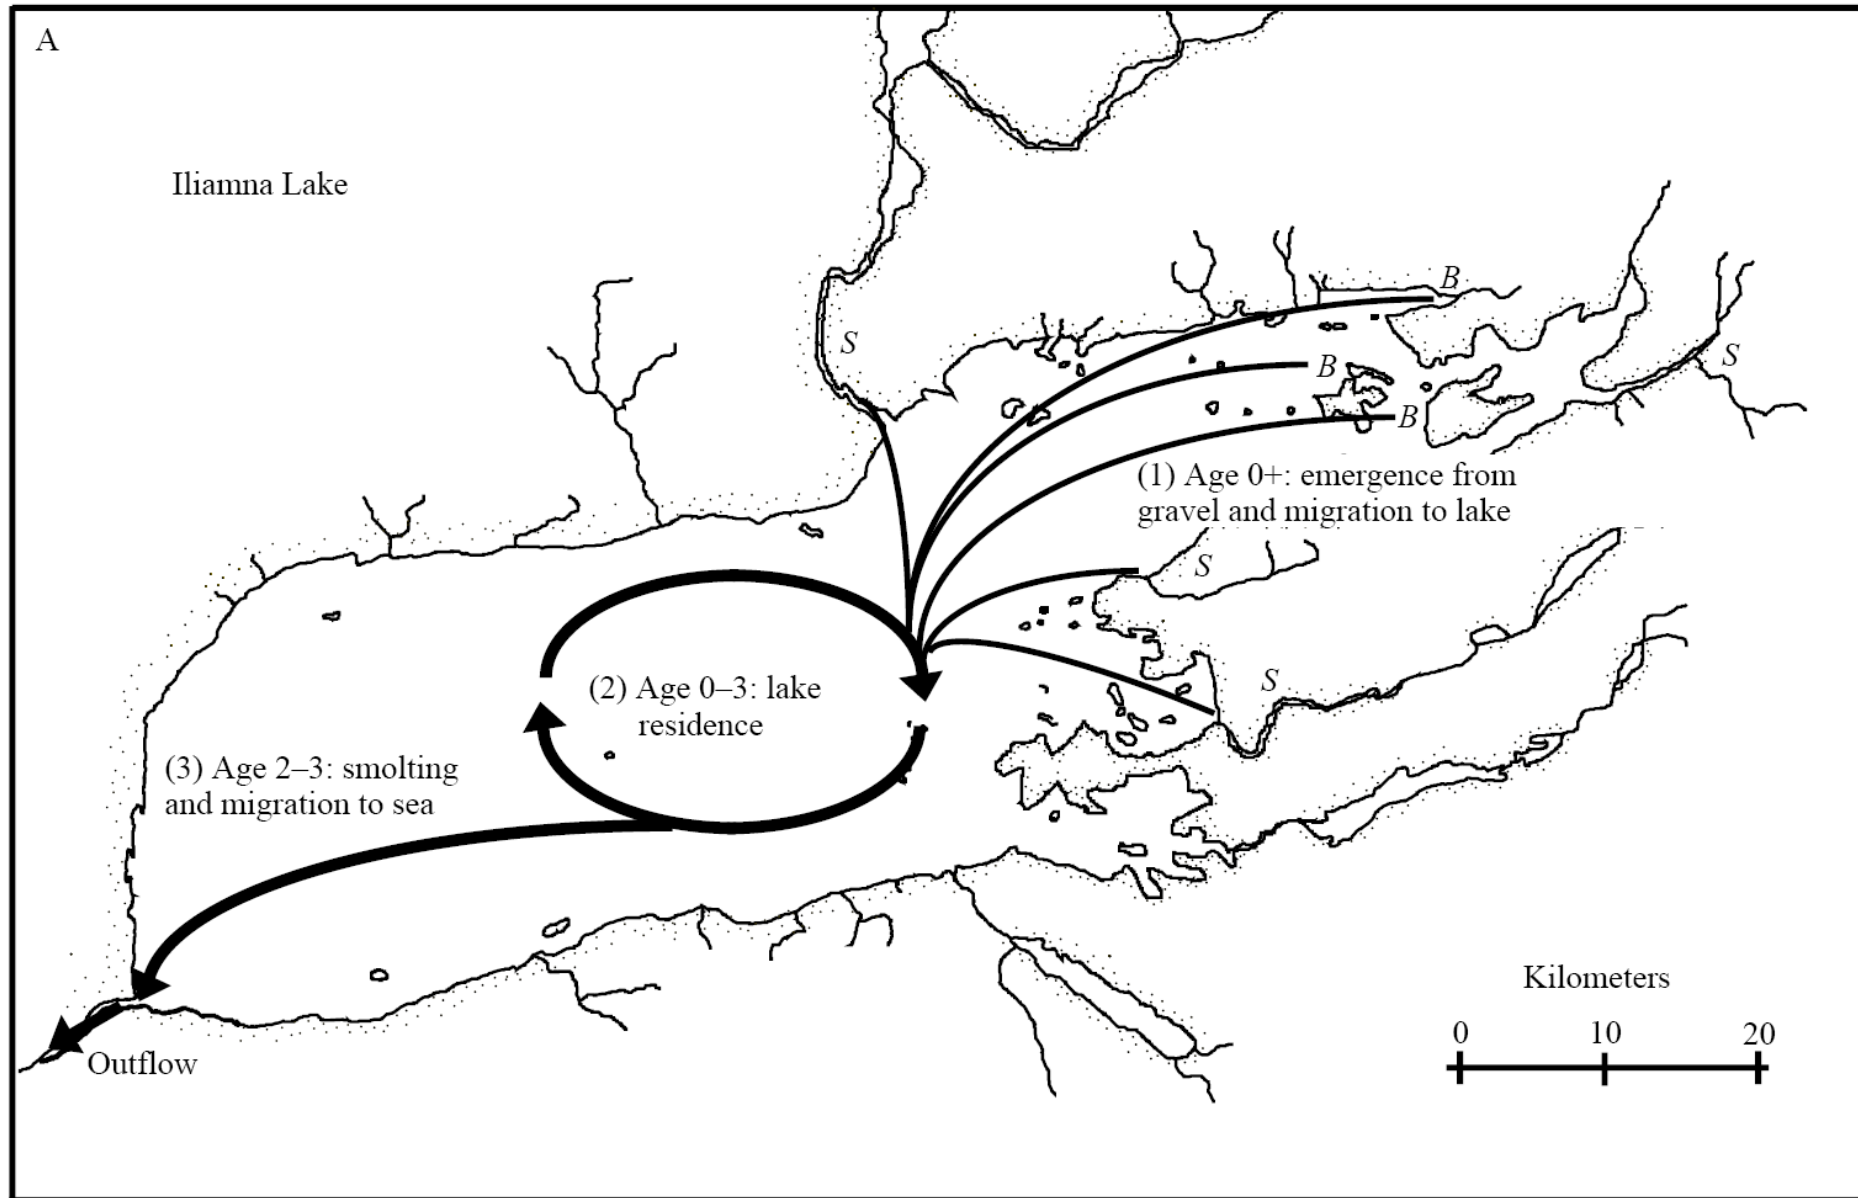 A
Iliamna Lake
B
S
S
B
B
(1) Age 0+: emergence from
gravel and migration to lake
S
S
(2) Age 0–3: lake
residence
(3) Age 2–3: smolting
and migration to sea
Kilometers
0 10 20
Outflow